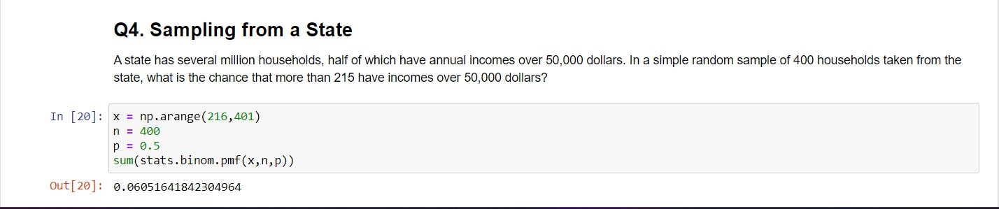 Q4. Sampling from a State
A state has several million households, half of which have annual incomes over 50,000 dollars. In a simple random sample of 400 households taken from the
state, what is the chance that more than 215 have incomes over 50,000 dollars?
In [20]: x = np.arange(216,401)
n = 400
p = 0.5
sum(stats.binom.pmf(x,n,p))
Out[20]: 0.06051641842304964